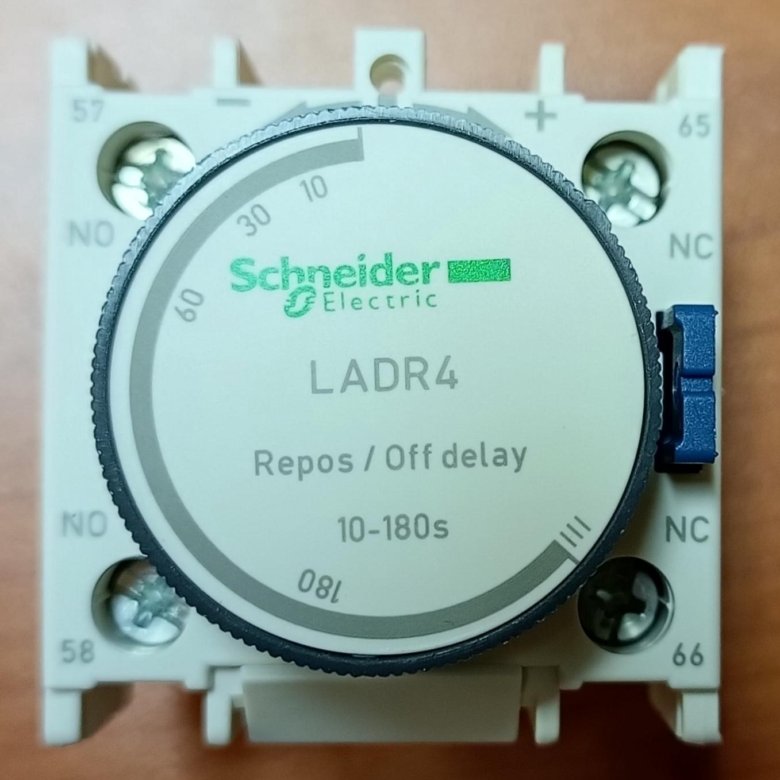 57
− +
65
NO
10
30
60
NC
Schneider
Electric
LADR4
Repos / Off delay
10-180s
180
NO
NC
58
66